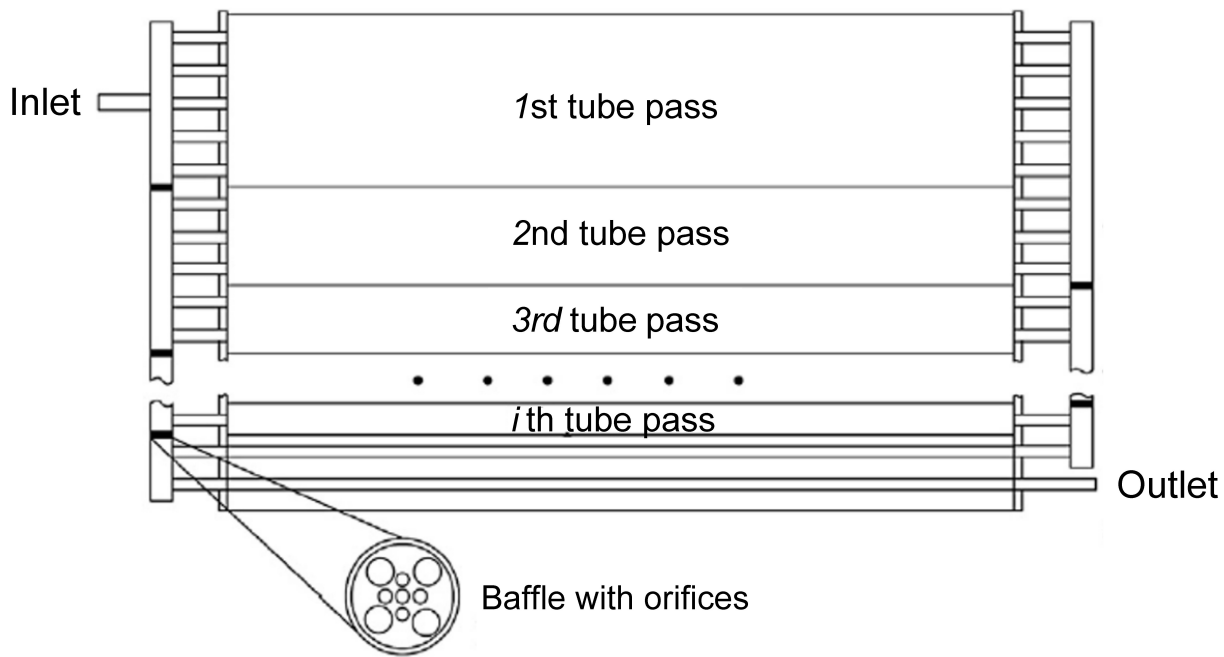 Inlet
1st tube pass
2nd tube pass
3rd tube pass
i th tube pass
Outlet
Baffle with orifices